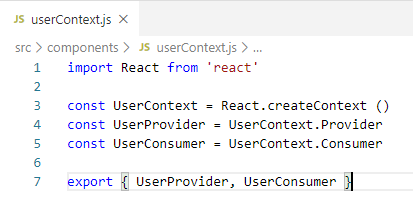 JS userContext.js ×
src > components > JS userContext.js > ...
1 import React from 'react'
2
3 const UserContext = React.createContext ()
4 const UserProvider = UserContext.Provider
5 const UserConsumer = UserContext.Consumer
6
7 export { UserProvider, UserConsumer }